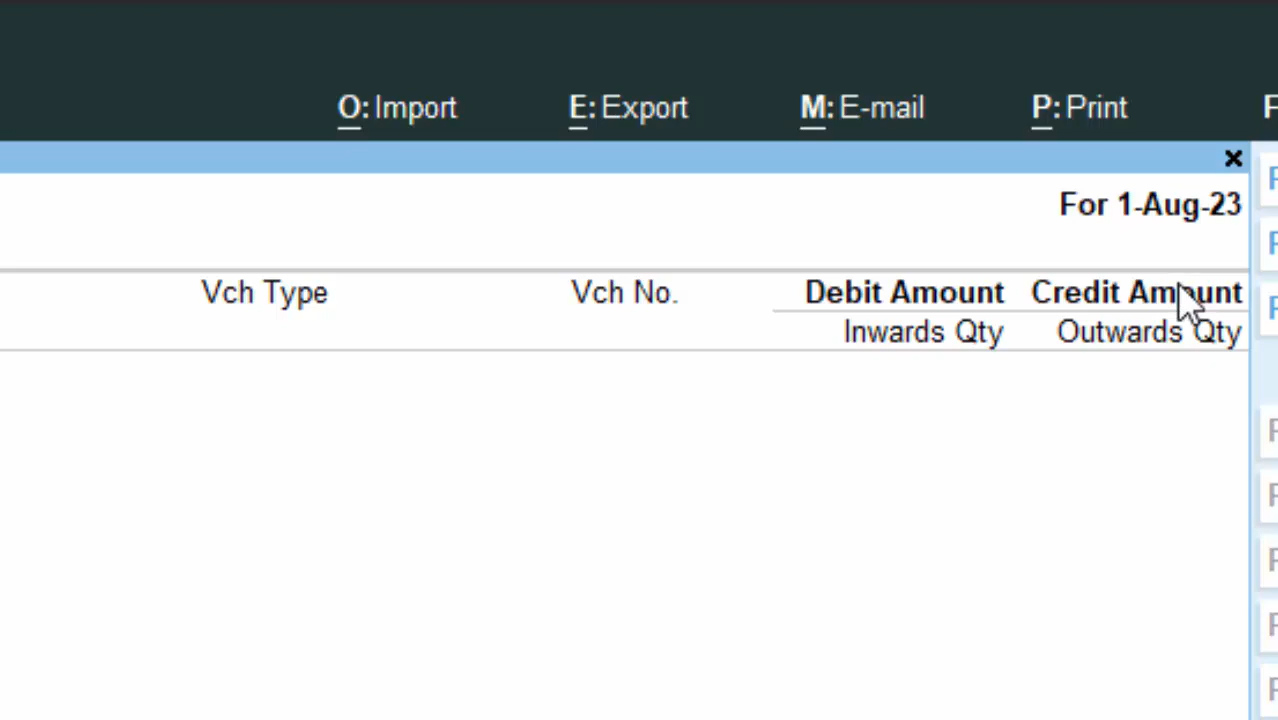 O: Import E: Export M: E-mail P: Print
For 1-Aug-23
Vch Type Vch No. Debit Amount Credit Amount
Inwards Qty Outwards Qty